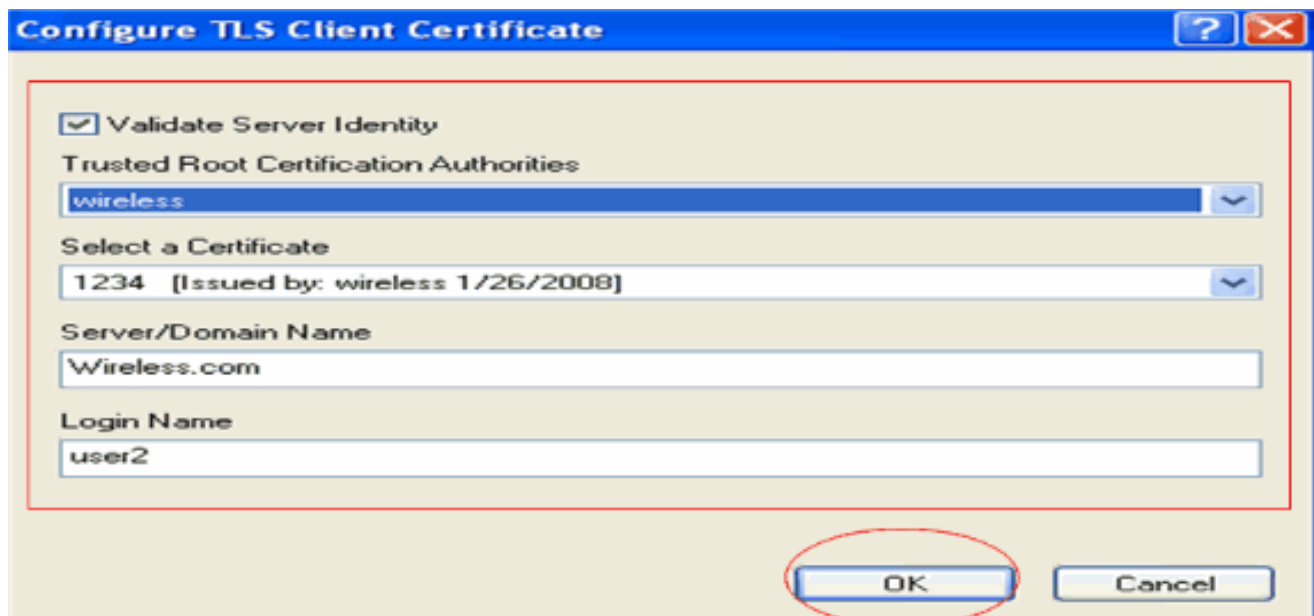 Configure TLS Client Certificate
Validate Server Identity
Trusted Root Certification Authorities
wireless
Select a Certificate
1234 [Issued by: wireless 1/26/2008]
Server/Domain Name
Wireless.com
Login Name
user2
OK Cancel